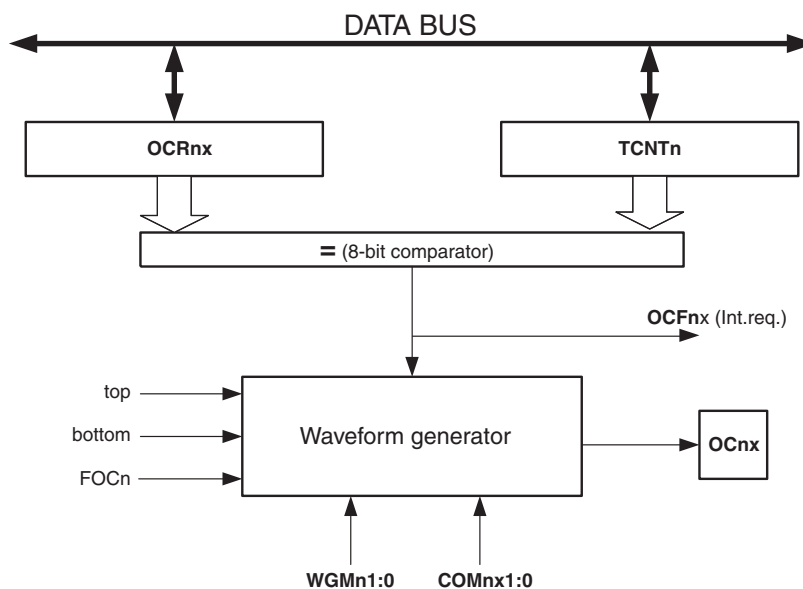 DATA BUS
OCRnx
TCNTn
= (8-bit comparator)
OCFnx (Int.req.)
top
bottom
FOCn
Waveform generator
OCnx
WGMn1:0
COMnx1:0